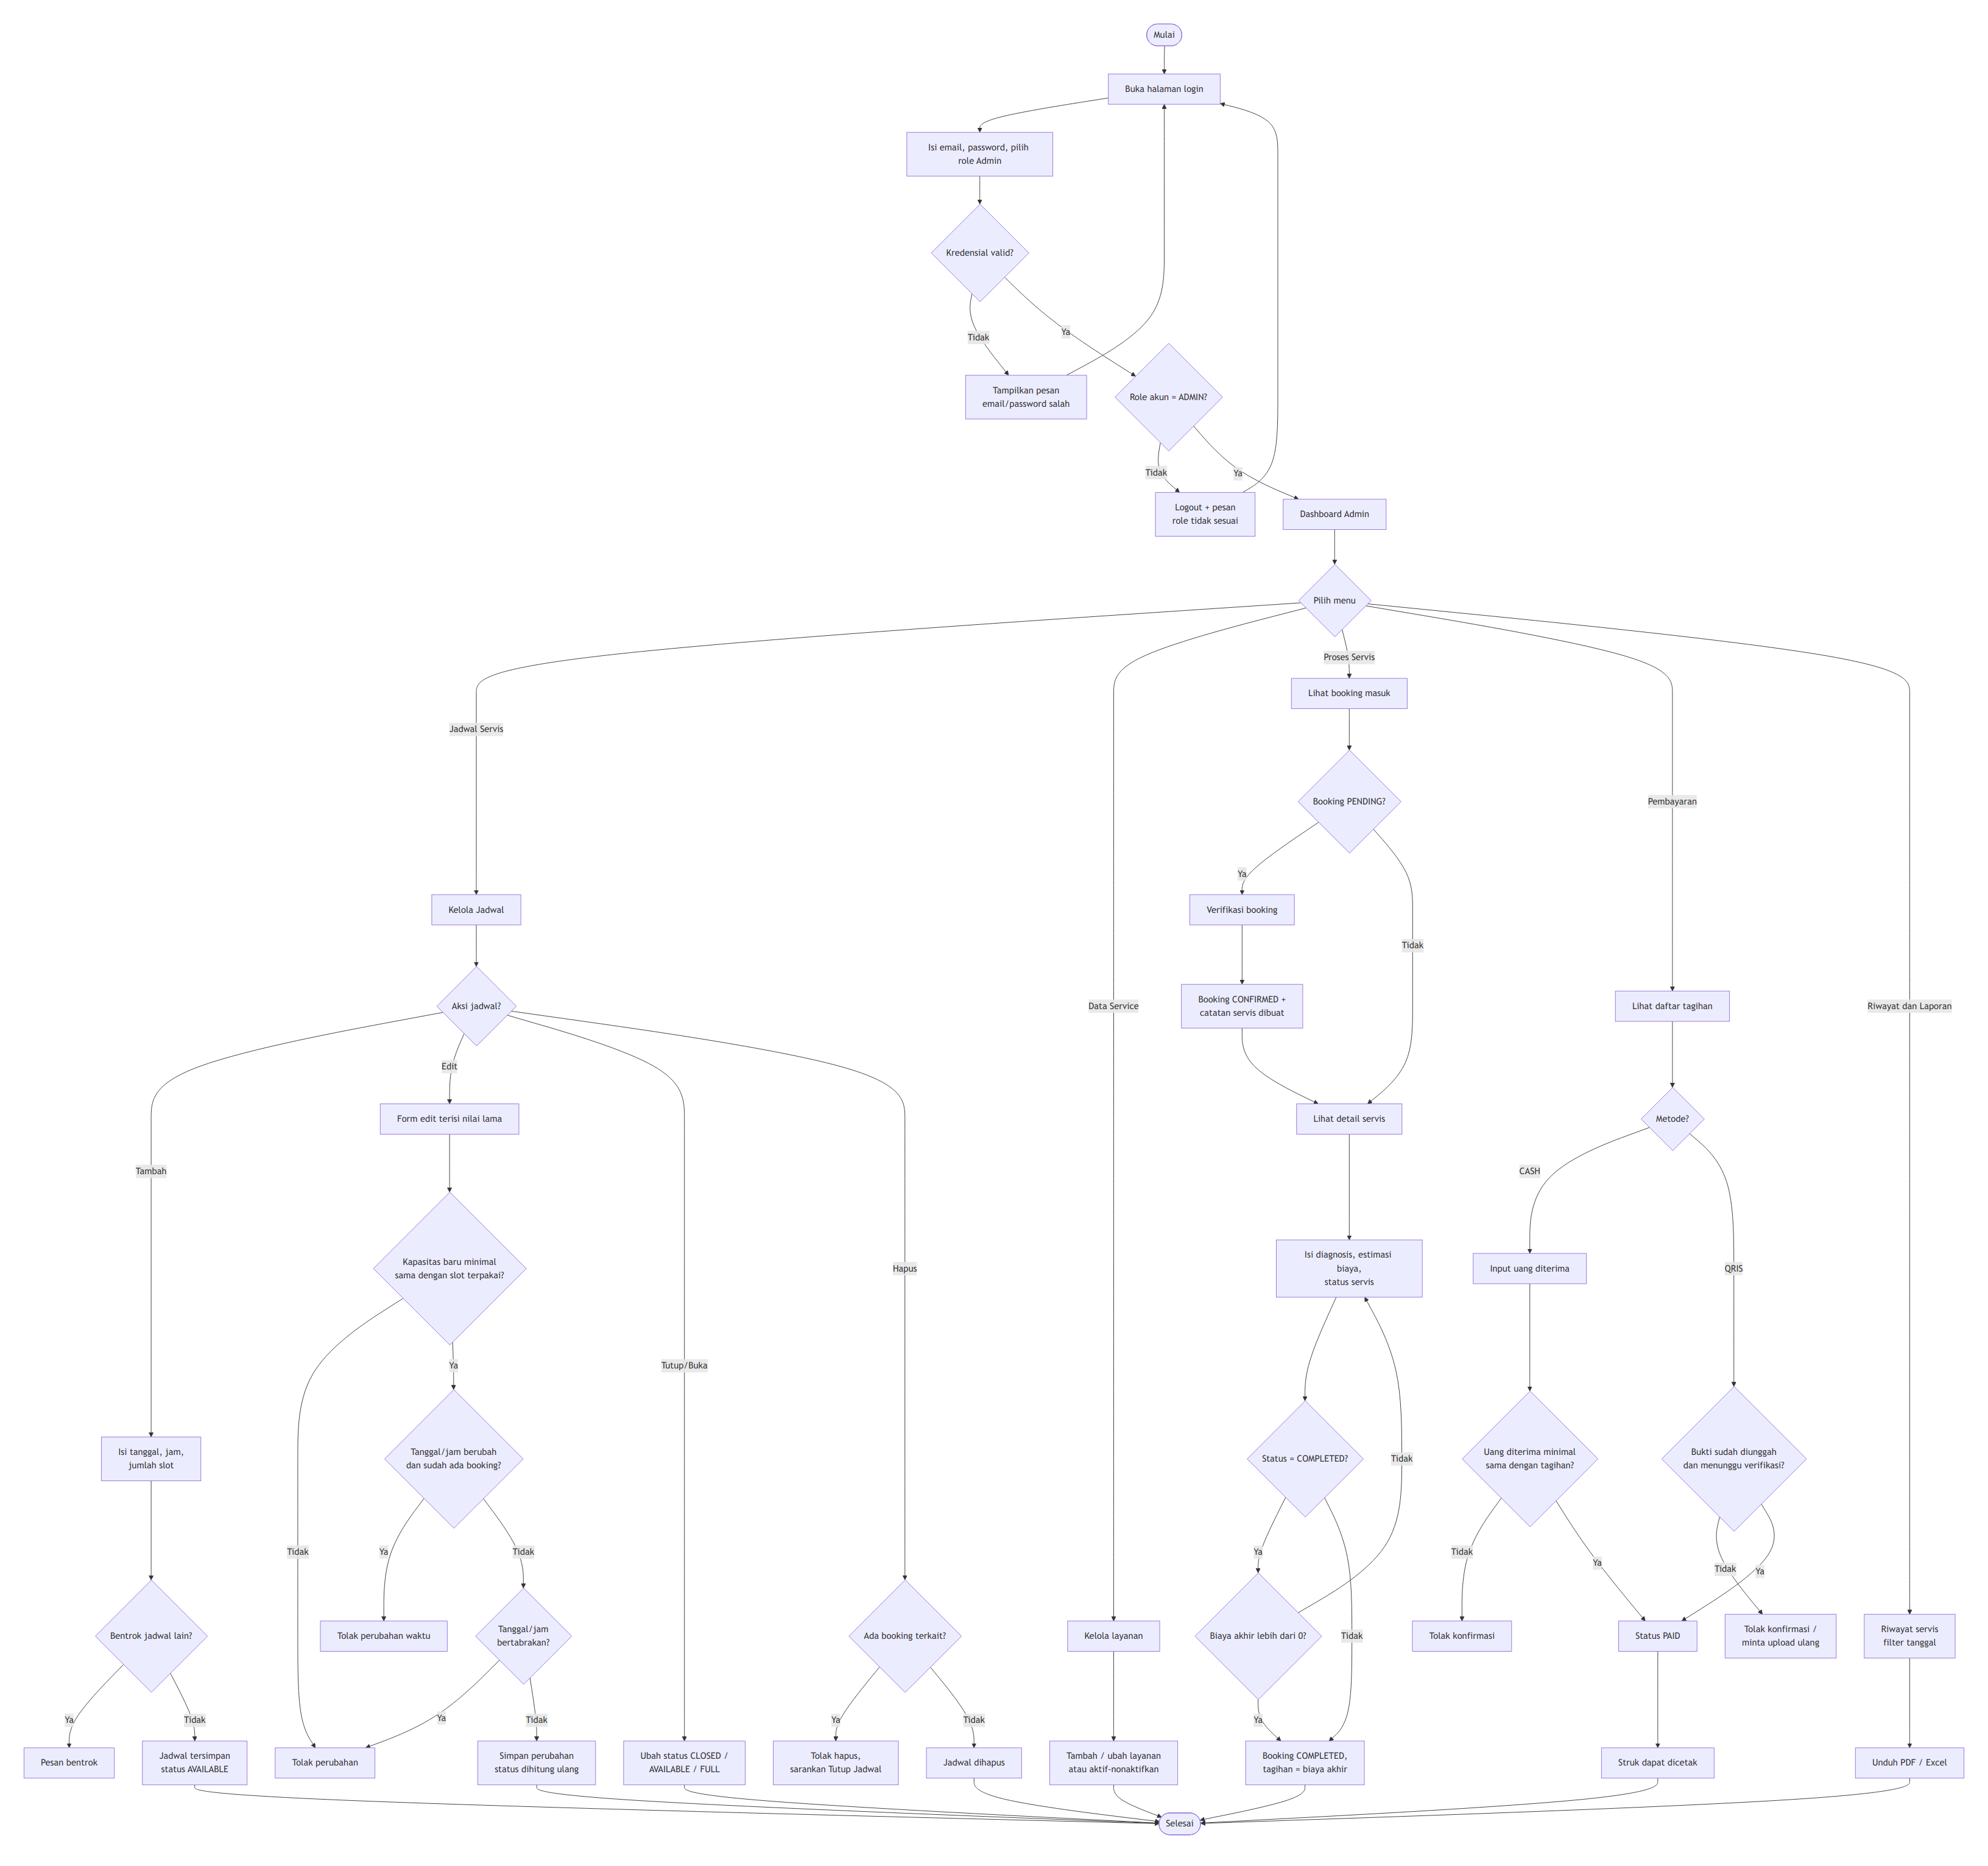 Mulai
Buka halaman login
Isi email, password, pilih
role Admin
Kredensial valid?
Tidak
Ya
Tampilkan pesan
email/password salah
Role akun = ADMIN?
Tidak
Ya
Logout + pesan
role tidak sesuai
Dashboard Admin
Pilih menu
Proses Servis
Lihat booking masuk
Jadwal Servis
Booking PENDING?
Pembayaran
Ya
Kelola Jadwal
Verifikasi booking
Tidak
Aksi jadwal?
Data Service
Booking CONFIRMED +
catatan servis dibuat
Lihat daftar tagihan
Riwayat dan Laporan
Edit
Form edit terisi nilai lama
Lihat detail servis
Metode?
Tambah
CASH
Kapasitas baru minimal
sama dengan slot terpakai?
Hapus
Isi diagnosis, estimasi
biaya,
status servis
Input uang diterima
QRIS
Ya
Tutup/Buka
Isi tanggal, jam,
jumlah slot
Tanggal/jam berubah
dan sudah ada booking?
Status = COMPLETED?
Tidak
Uang diterima minimal
sama dengan tagihan?
Bukti sudah diunggah
dan menunggu verifikasi?
Tidak
Ya
Tidak
Ya
Tidak
Ya
Tidak
Ya
Bentrok jadwal lain?
Tolak perubahan waktu
Tanggal/jam
bertabrakan?
Ada booking terkait?
Kelola layanan
Biaya akhir lebih dari 0?
Tidak
Tolak konfirmasi
Status PAID
Tolak konfirmasi /
minta upload ulang
Riwayat servis
filter tanggal
Ya
Tidak
Ya
Tidak
Ya
Tidak
Ya
Pesan bentrok
Jadwal tersimpan
status AVAILABLE
Tolak perubahan
Simpan perubahan
status dihitung ulang
Ubah status CLOSED /
AVAILABLE / FULL
Tolak hapus,
sarankan Tutup Jadwal
Jadwal dihapus
Tambah / ubah layanan
atau aktif-nonaktifkan
Booking COMPLETED,
tagihan = biaya akhir
Struk dapat dicetak
Unduh PDF / Excel
Selesai